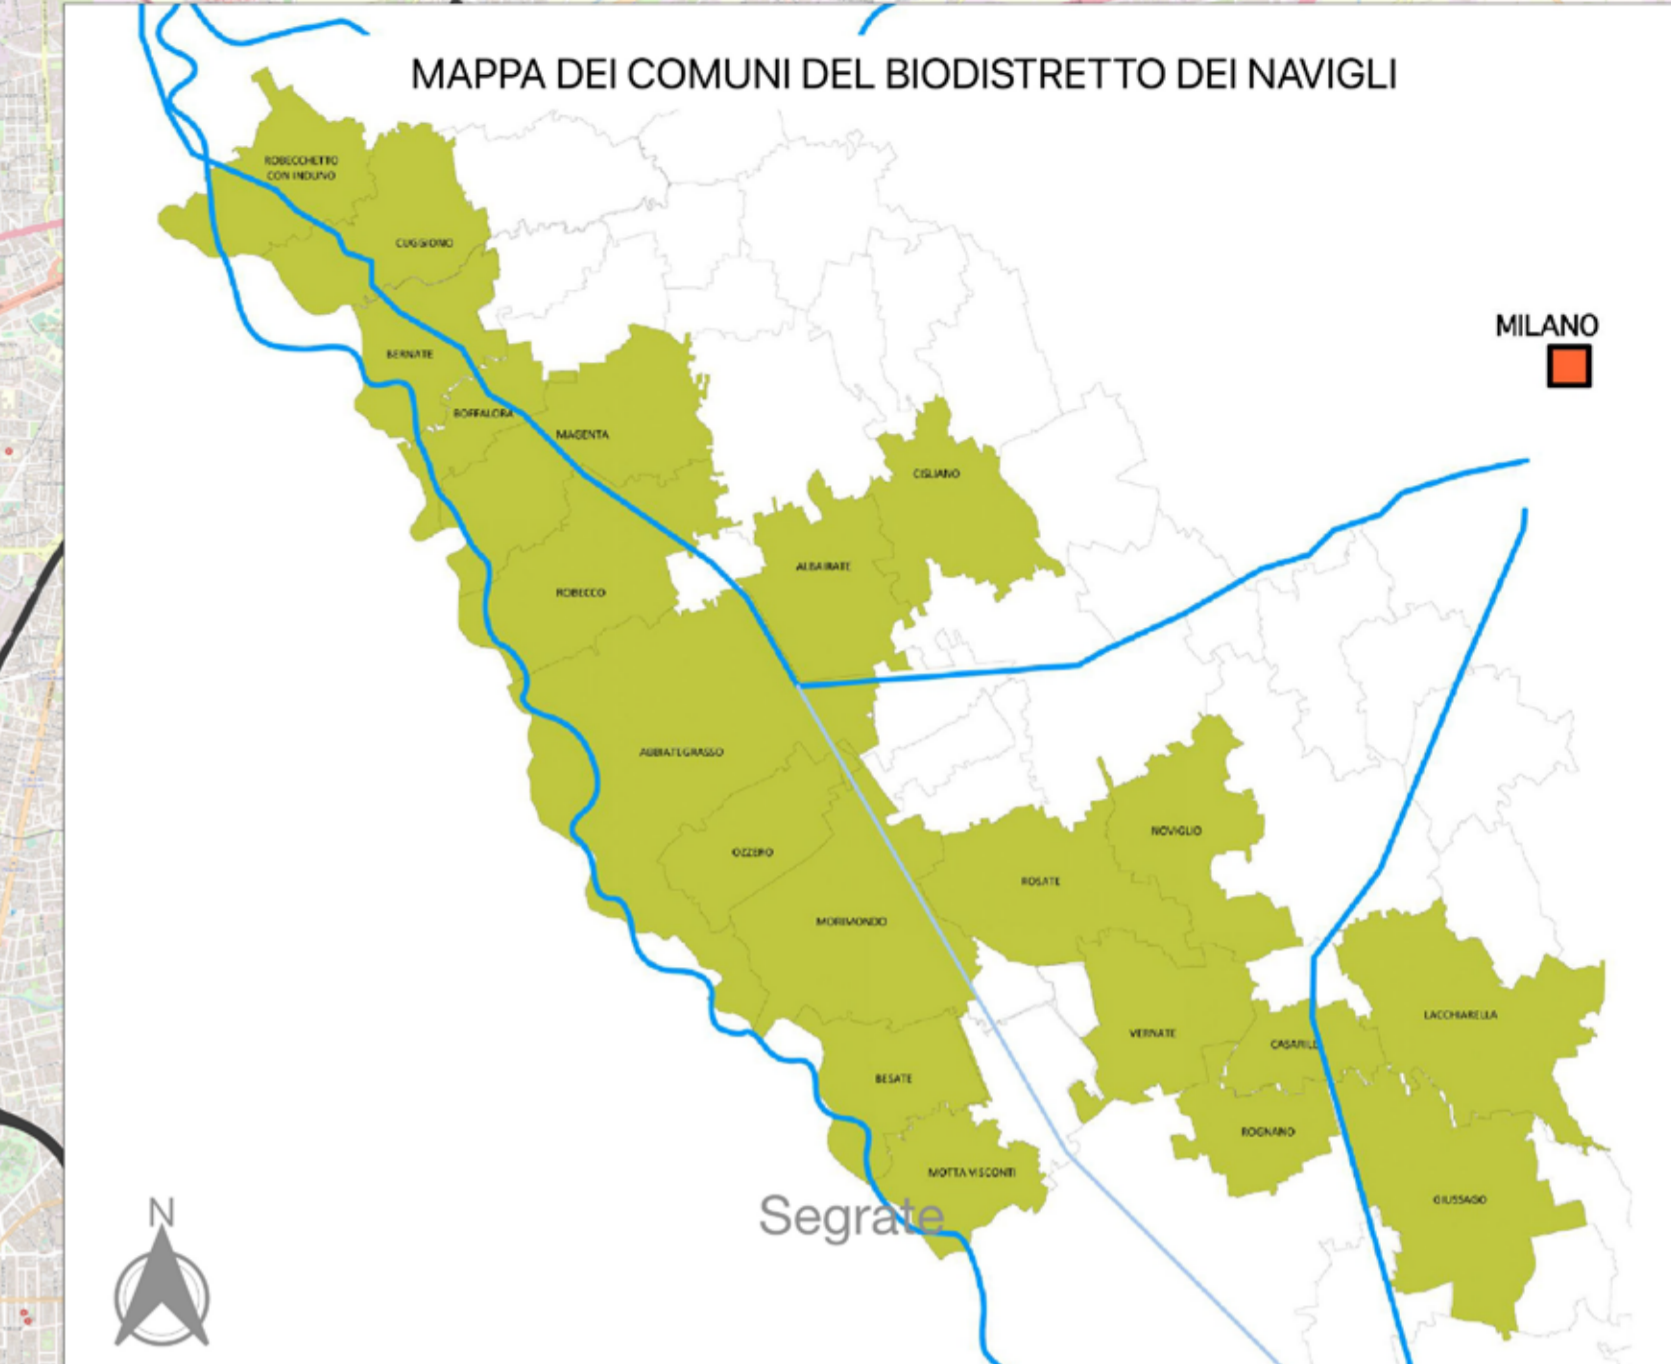 MAPPA DEI COMUNI DEL BIODISTRETTO DEI NAVIGLI
ROBECCHETTO
CON INDUNO
CUGGIONO
MILANO
BERNATE
BOFFALORA
MAGENTA
CISLIANO
ALBAIRATE
ROBECCO
ABBIATEGRASSO
NOVIGLIO
OZZERO
ROSATE
MORIMONDO
LACCHIARELLA
VERNATE
CASARILE
BESATE
ROGNANO
MOTTA VISCONTI
GIUSSAGO
Segrate
N